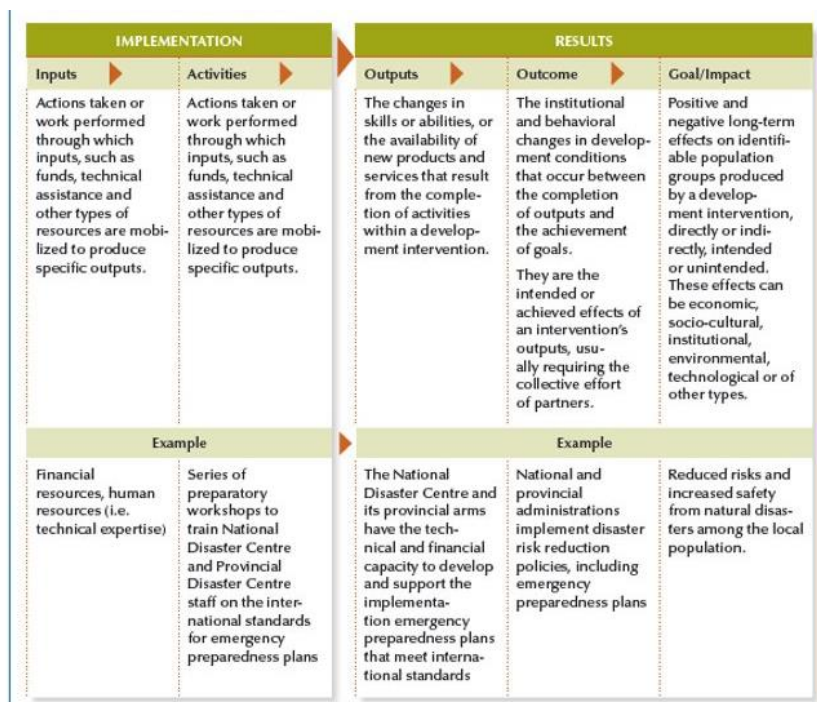 IMPLEMENTATION
RESULTS
Inputs
Activities
Outputs
Outcome
Goal/Impact
Actions taken or
work performed
through which
inputs, such as
funds, technical
assistance and
other types of
resources are mobi-
lized to produce
specific outputs.
Actions taken or
work performed
through which
inputs, such as
funds, technical
assistance and
other types of
resources are mobi-
lized to produce
specific outputs.
The changes in
skills or abilities, or
the availability of
new products and
services that result
from the comple-
tion of activities
within a develop-
ment intervention.
The institutional
and behavioral
changes in develop-
ment conditions
that occur between
the completion
of outputs and
the achievement
of goals.
They are the
intended or
achieved effects of
an intervention's
outputs, usu-
ally requiring the
collective effort
of partners.
Positive and
negative long-term
effects on identifi-
able population
groups produced
by a develop-
ment intervention,
directly or indi-
rectly, intended
or unintended.
These effects can
be economic,
socio-cultural,
institutional,
environmental,
technological or of
other types.
Example
Example
Financial
resources, human
resources (i.e.
technical expertise)
Series of
preparatory
workshops to
train National
Disaster Centre
and Provincial
Disaster Centre
staff on the inter-
national standards
for emergency
preparedness plans
The National
Disaster Centre and
its provincial arms
have the tech-
nical and financial
capacity to develop
and support the
implementa-
tion emergency
preparedness plans
that meet interna-
tional standards
National and
provincial
administrations
implement disaster
risk reduction
policies, including
emergency
preparedness plans
Reduced risks and
increased safety
from natural disas-
ters among the local
population.